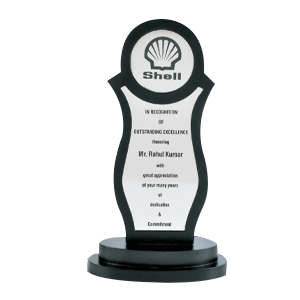 Shell
IN RECOGNITION
OF
OUTSTANDING EXCELLENCE
Honoring
Mr. Rahul Kumar
with
great appreciation
of your many years
of
dedication
&
Commitment